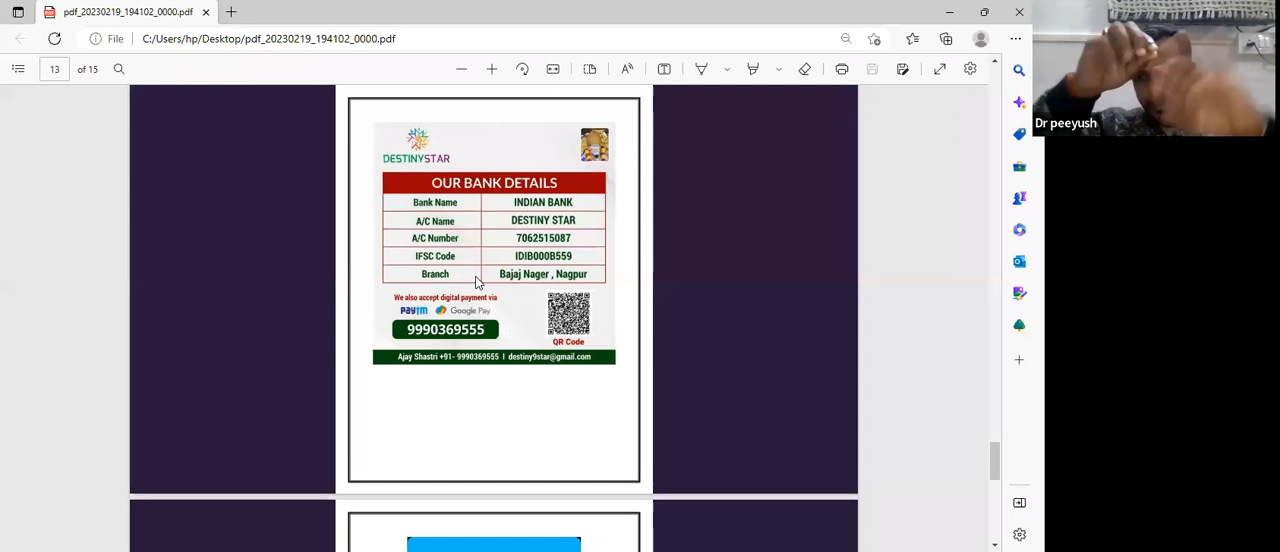 pdf_20230219_194102_0000.pdf
File C:/Users/hp/Desktop/pdf_20230219_194102_0000.pdf
13 of 15
Dr peeyush
DESTINYSTAR
OUR BANK DETAILS
Bank Name INDIAN BANK
A/C Name DESTINY STAR
A/C Number 7062515087
IFSC Code IDIB000B559
Branch Bajaj Nager , Nagpur
We also accept digital payment via
Paytm Google Pay
9990369555
QR Code
Ajay Shastri +91- 9990369555 I destiny9star@gmail.com